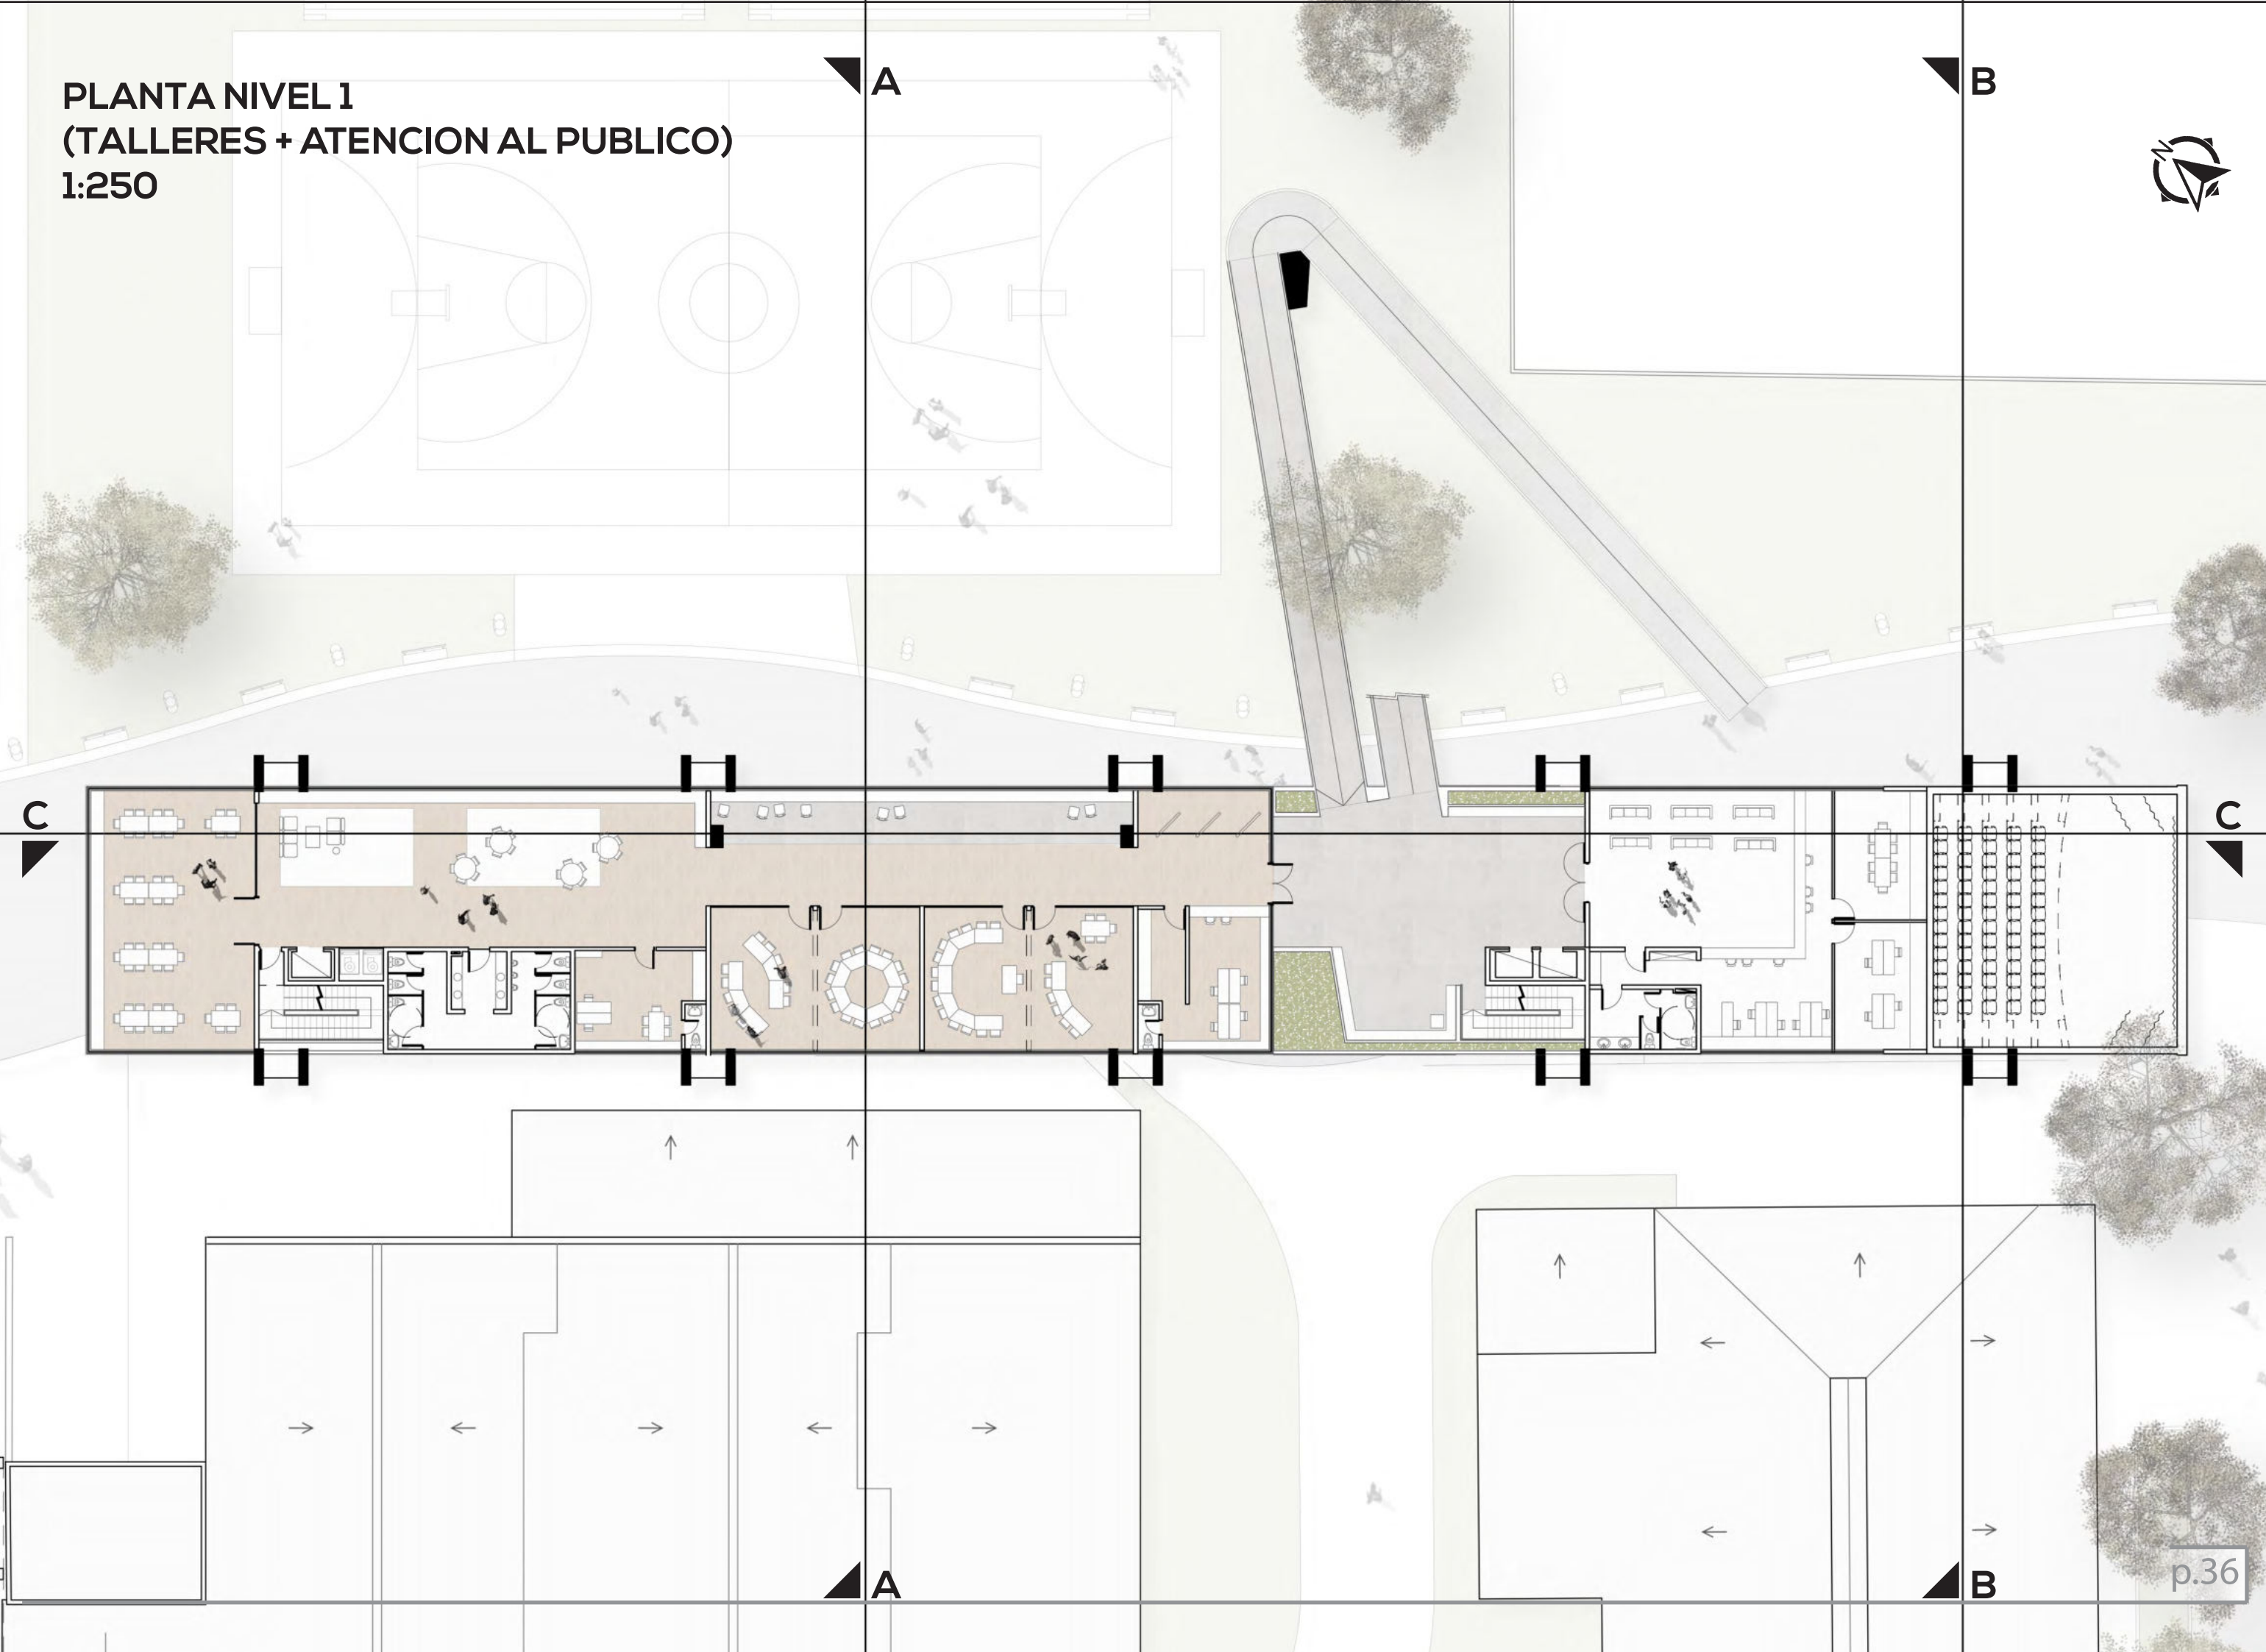 PLANTA NIVEL 1
(TALLERES + ATENCION AL PUBLICO)
1:250
A
B
N
C
C
A
B
p.36